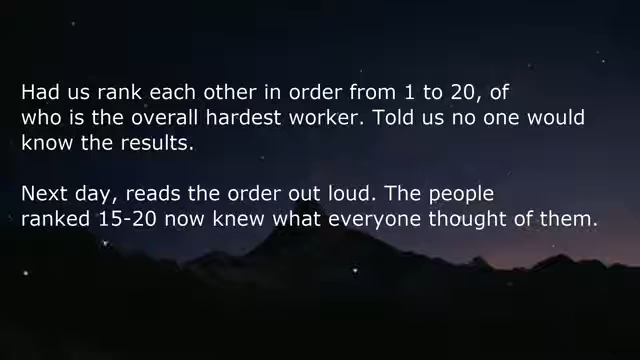 Had us rank each other in order from 1 to 20, of
who is the overall hardest worker. Told us no one would
know the results.
Next day, reads the order out loud. The people
ranked 15-20 now knew what everyone thought of them.